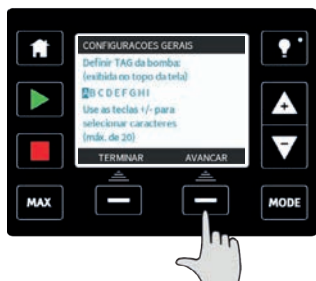 CONFIGURACOES GERAIS
Definir TAG da bomba:
(exibida no topo da tela)
ABCDEFGHI
Use as teclas +/- para
selecionar caracteres
(máx. de 20)
TERMINAR AVANCAR
MAX
MODE